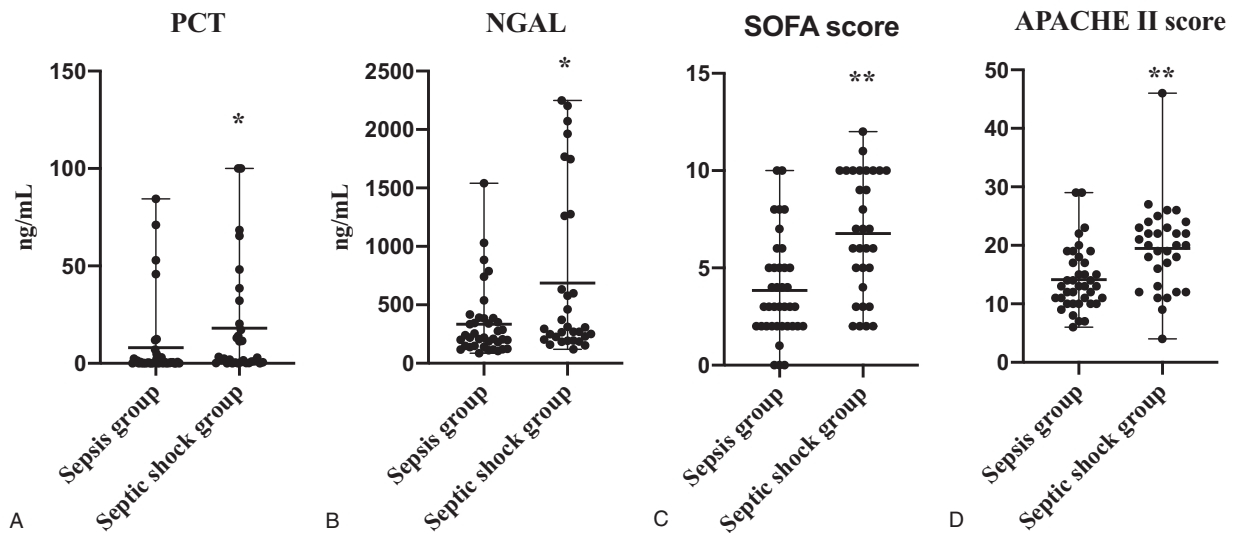 PCT
150
100
50
0
ng/mL
*
Sepsis group
Septic shock group
A
NGAL
2500
2000
1500
1000
500
0
ng/mL
*
Sepsis group
Septic shock group
B
SOFA score
15
10
5
0
**
Sepsis group
Septic shock group
C
APACHE II score
50
40
30
20
10
0
**
Sepsis group
Septic shock group
D